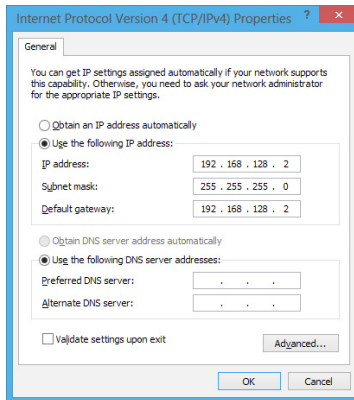 Internet Protocol Version 4 (TCP/IPv4) Properties ? ×
General
You can get IP settings assigned automatically if your network supports
this capability. Otherwise, you need to ask your network administrator
for the appropriate IP settings.
Obtain an IP address automatically
Use the following IP address:
IP address: 192 . 168 . 128 . 2
Subnet mask: 255 . 255 . 255 . 0
Default gateway: 192 . 168 . 128 . 2
Obtain DNS server address automatically
Use the following DNS server addresses:
Preferred DNS server: . . .
Alternate DNS server: . . .
Validate settings upon exit
Advanced...
OK Cancel